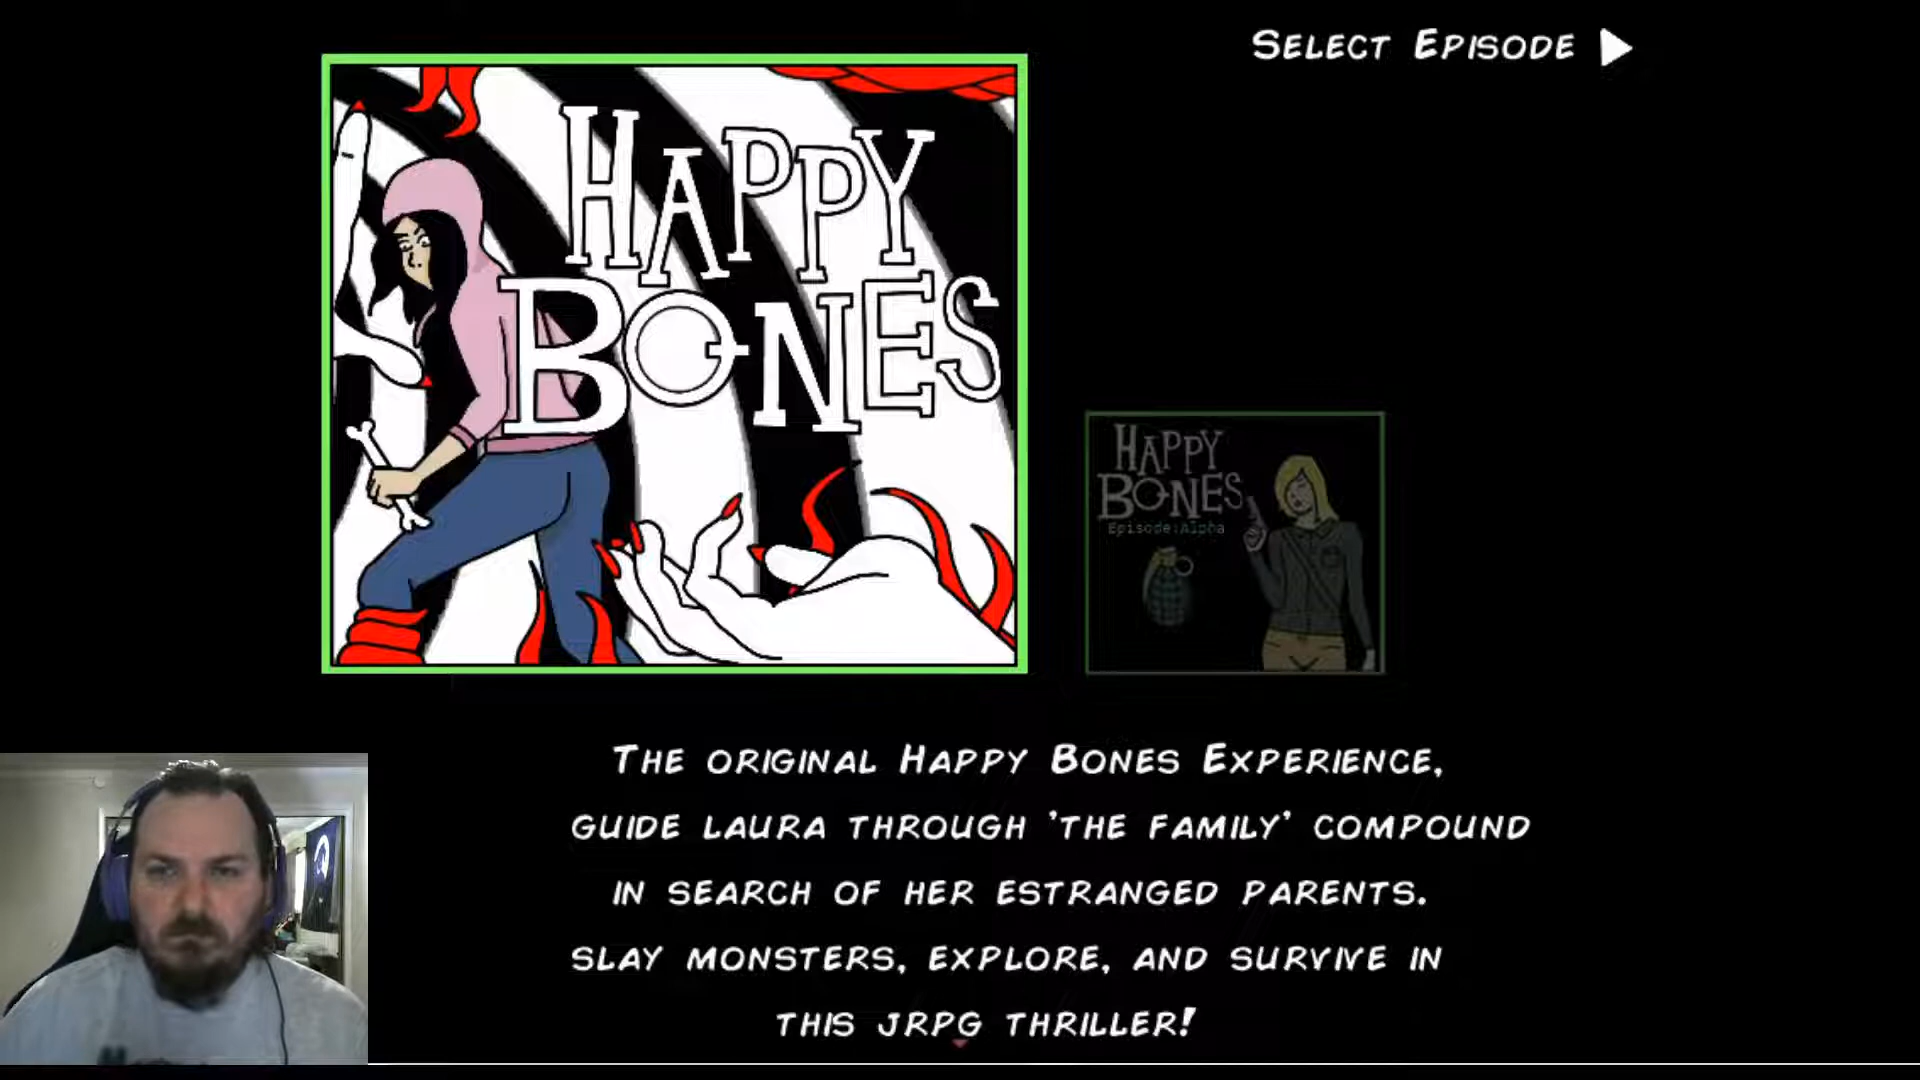 SELECT EPISODE
HAPPY
BONES
HAPPY
BONES
Episode:Alpha
THE ORIGINAL HAPPY BONES EXPERIENCE,
GUIDE LAURA THROUGH 'THE FAMILY' COMPOUND
IN SEARCH OF HER ESTRANGED PARENTS.
SLAY MONSTERS, EXPLORE, AND SURVIVE IN
THIS JRPG THRILLER!